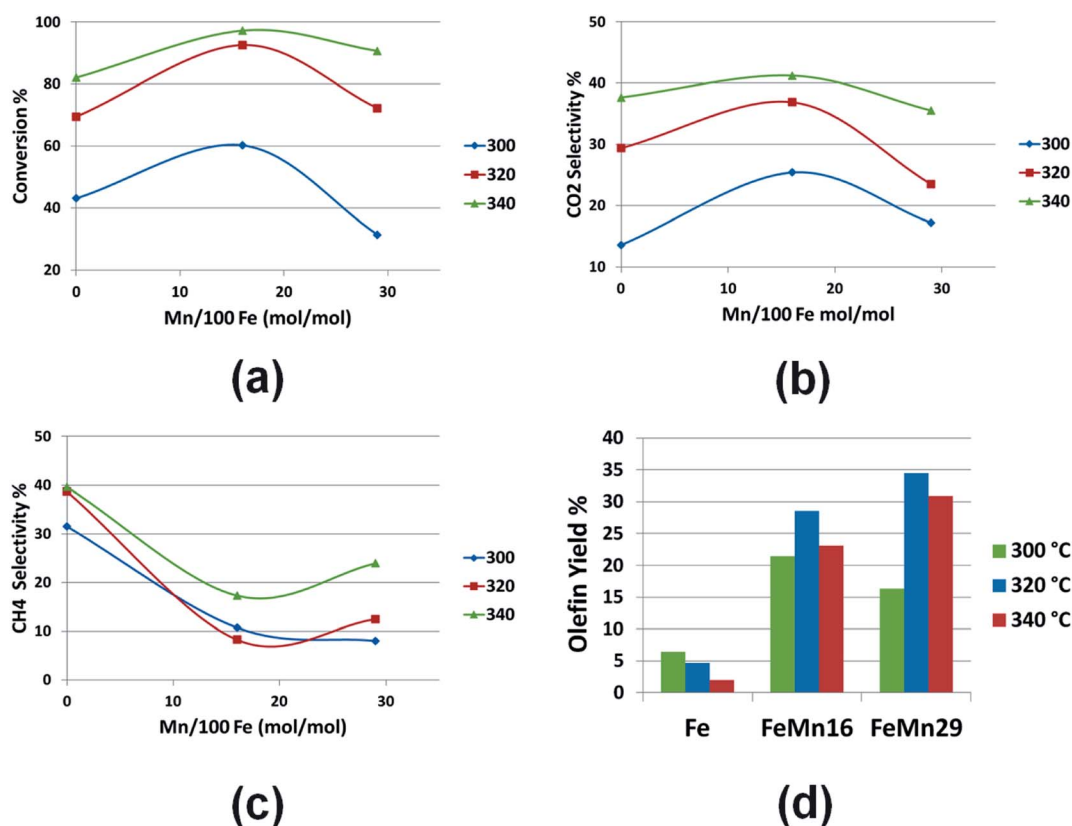 Conversion %
100
80
60
40
20
0
10
20
30
Mn/100 Fe (mol/mol)
300
320
340
(a)
CO2 Selectivity %
50
40
30
20
10
0
10
20
30
Mn/100 Fe mol/mol
300
320
340
(b)
CH4 Selectivity %
50
40
30
20
10
0
0
10
20
30
Mn/100 Fe (mol/mol)
300
320
340
(c)
Olefin Yield %
40
35
30
25
20
15
10
5
0
Fe
FeMn16
FeMn29
300 °C
320 °C
340 °C
(d)